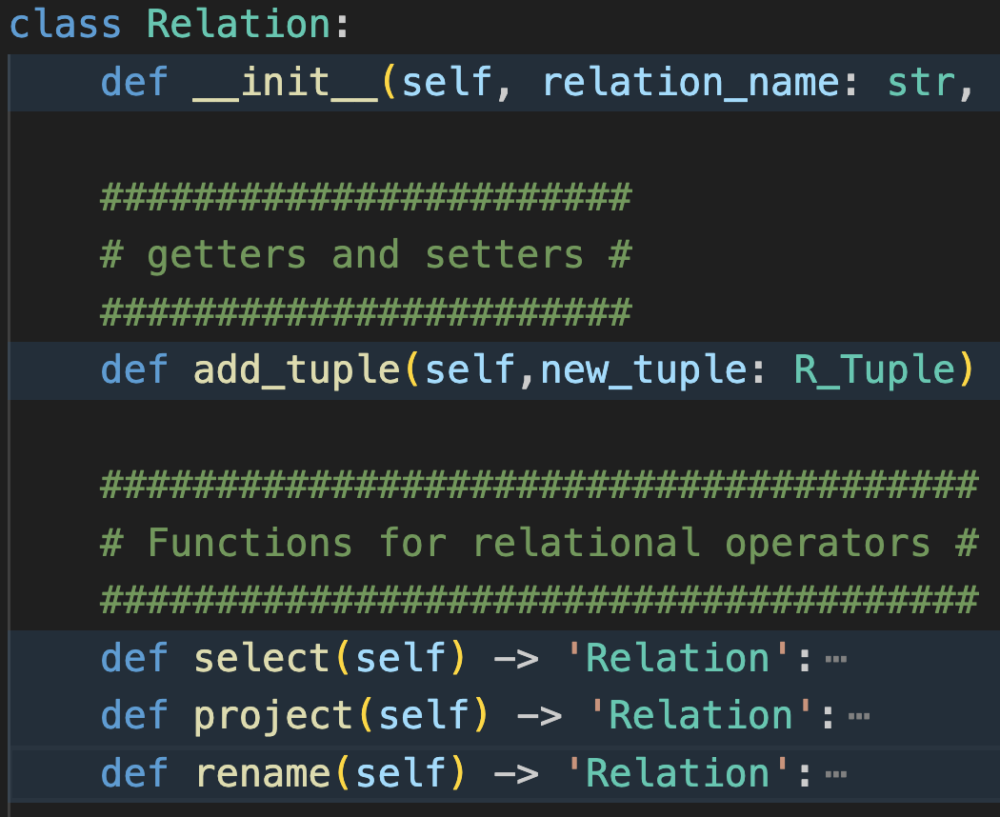 class Relation:
    def __init__(self, relation_name: str,
    #######################
    # getters and setters #
    #######################
    def add_tuple(self,new_tuple: R_Tuple)
    ######################################
    # Functions for relational operators #
    ######################################
    def select(self) -> 'Relation':⋯
    def project(self) -> 'Relation':⋯
    def rename(self) -> 'Relation':⋯